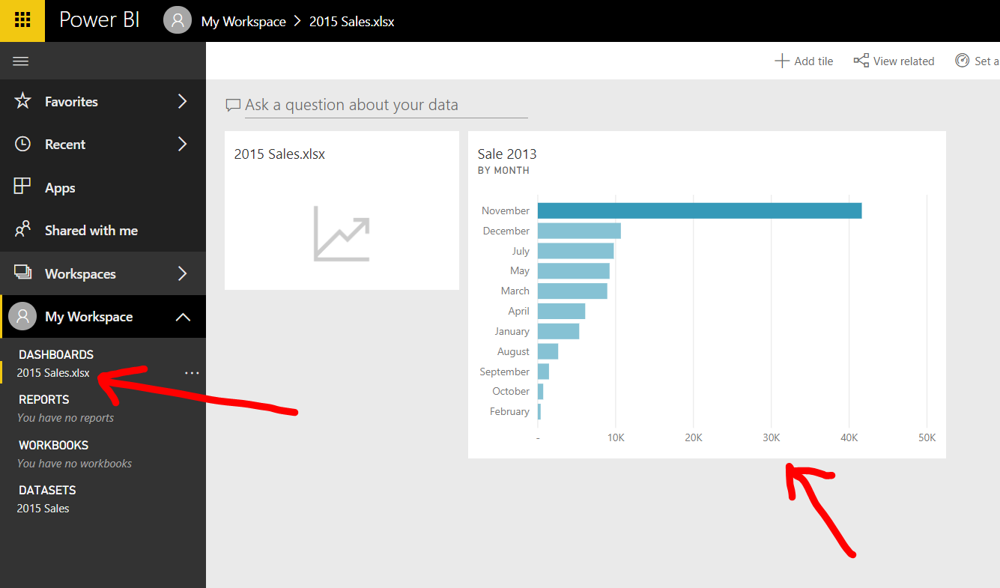 Power BI
My Workspace > 2015 Sales.xlsx
Add tile
View related
Set a
Favorites
Recent
Apps
Shared with me
Workspaces
My Workspace
DASHBOARDS
2015 Sales.xlsx ...
REPORTS
You have no reports
WORKBOOKS
You have no workbooks
DATASETS
2015 Sales
Ask a question about your data
2015 Sales.xlsx
Sale 2013
BY MONTH
November
December
July
May
March
April
January
August
September
October
February
- 10K 20K 30K 40K 50K